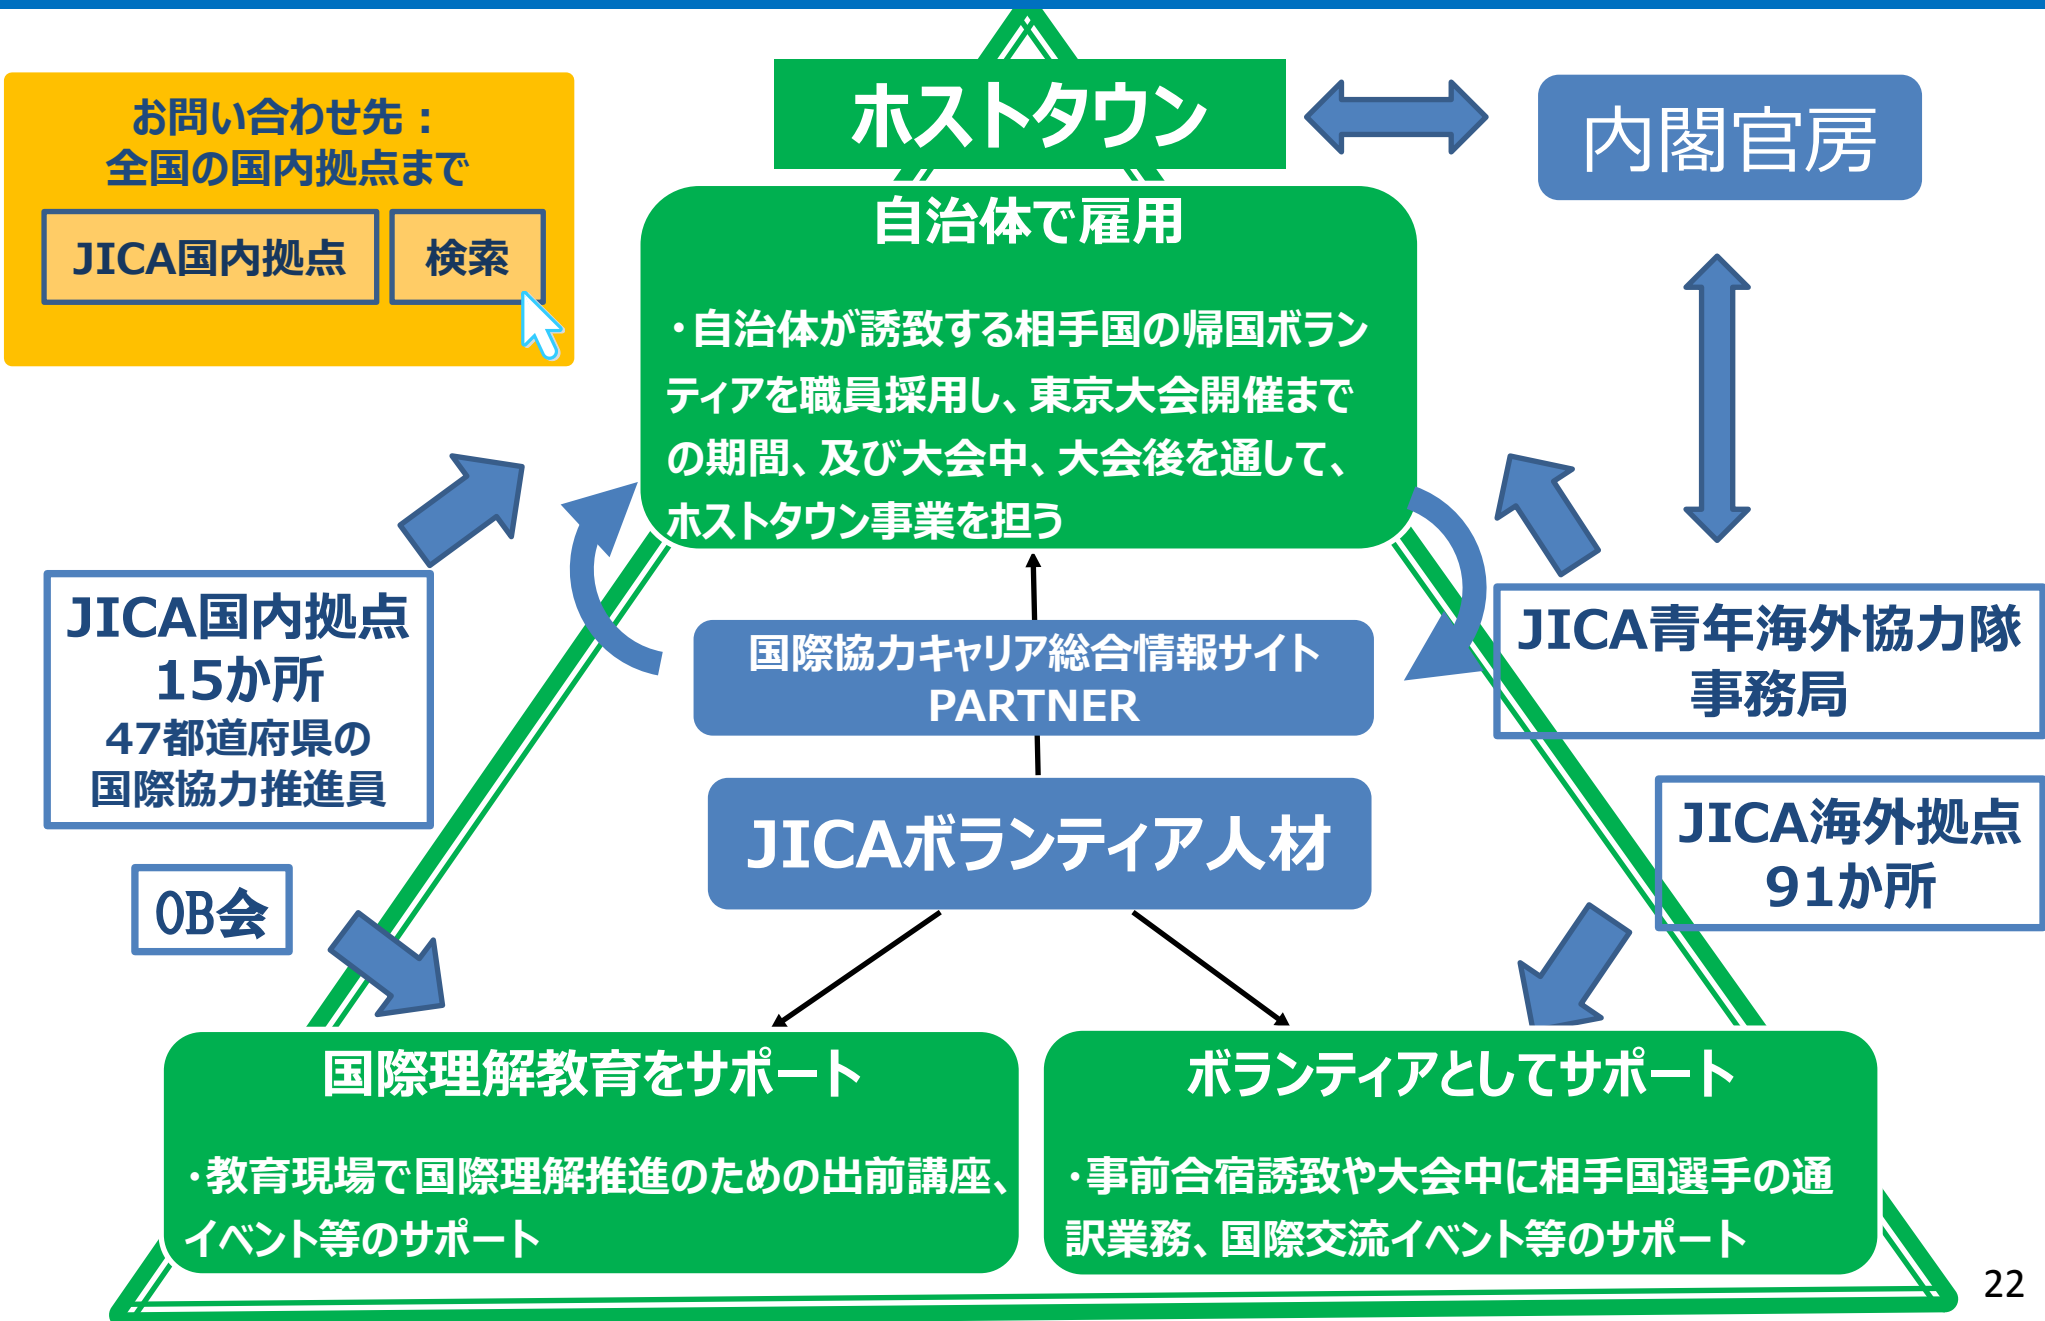 お問い合わせ先：
全国の国内拠点まで
JICA国内拠点
検索
ホストタウン
内閣官房
自治体で雇用
・自治体が誘致する相手国の帰国ボラン
ティアを職員採用し、東京大会開催まで
の期間、及び大会中、大会後を通して、
ホストタウン事業を担う
JICA国内拠点
15か所
47都道府県の
国際協力推進員
国際協力キャリア総合情報サイト
PARTNER
JICA青年海外協力隊
事務局
JICAボランティア人材
JICA海外拠点
91か所
OB会
国際理解教育をサポート
・教育現場で国際理解推進のための出前講座、
イベント等のサポート
ボランティアとしてサポート
・事前合宿誘致や大会中に相手国選手の通
訳業務、国際交流イベント等のサポート
22